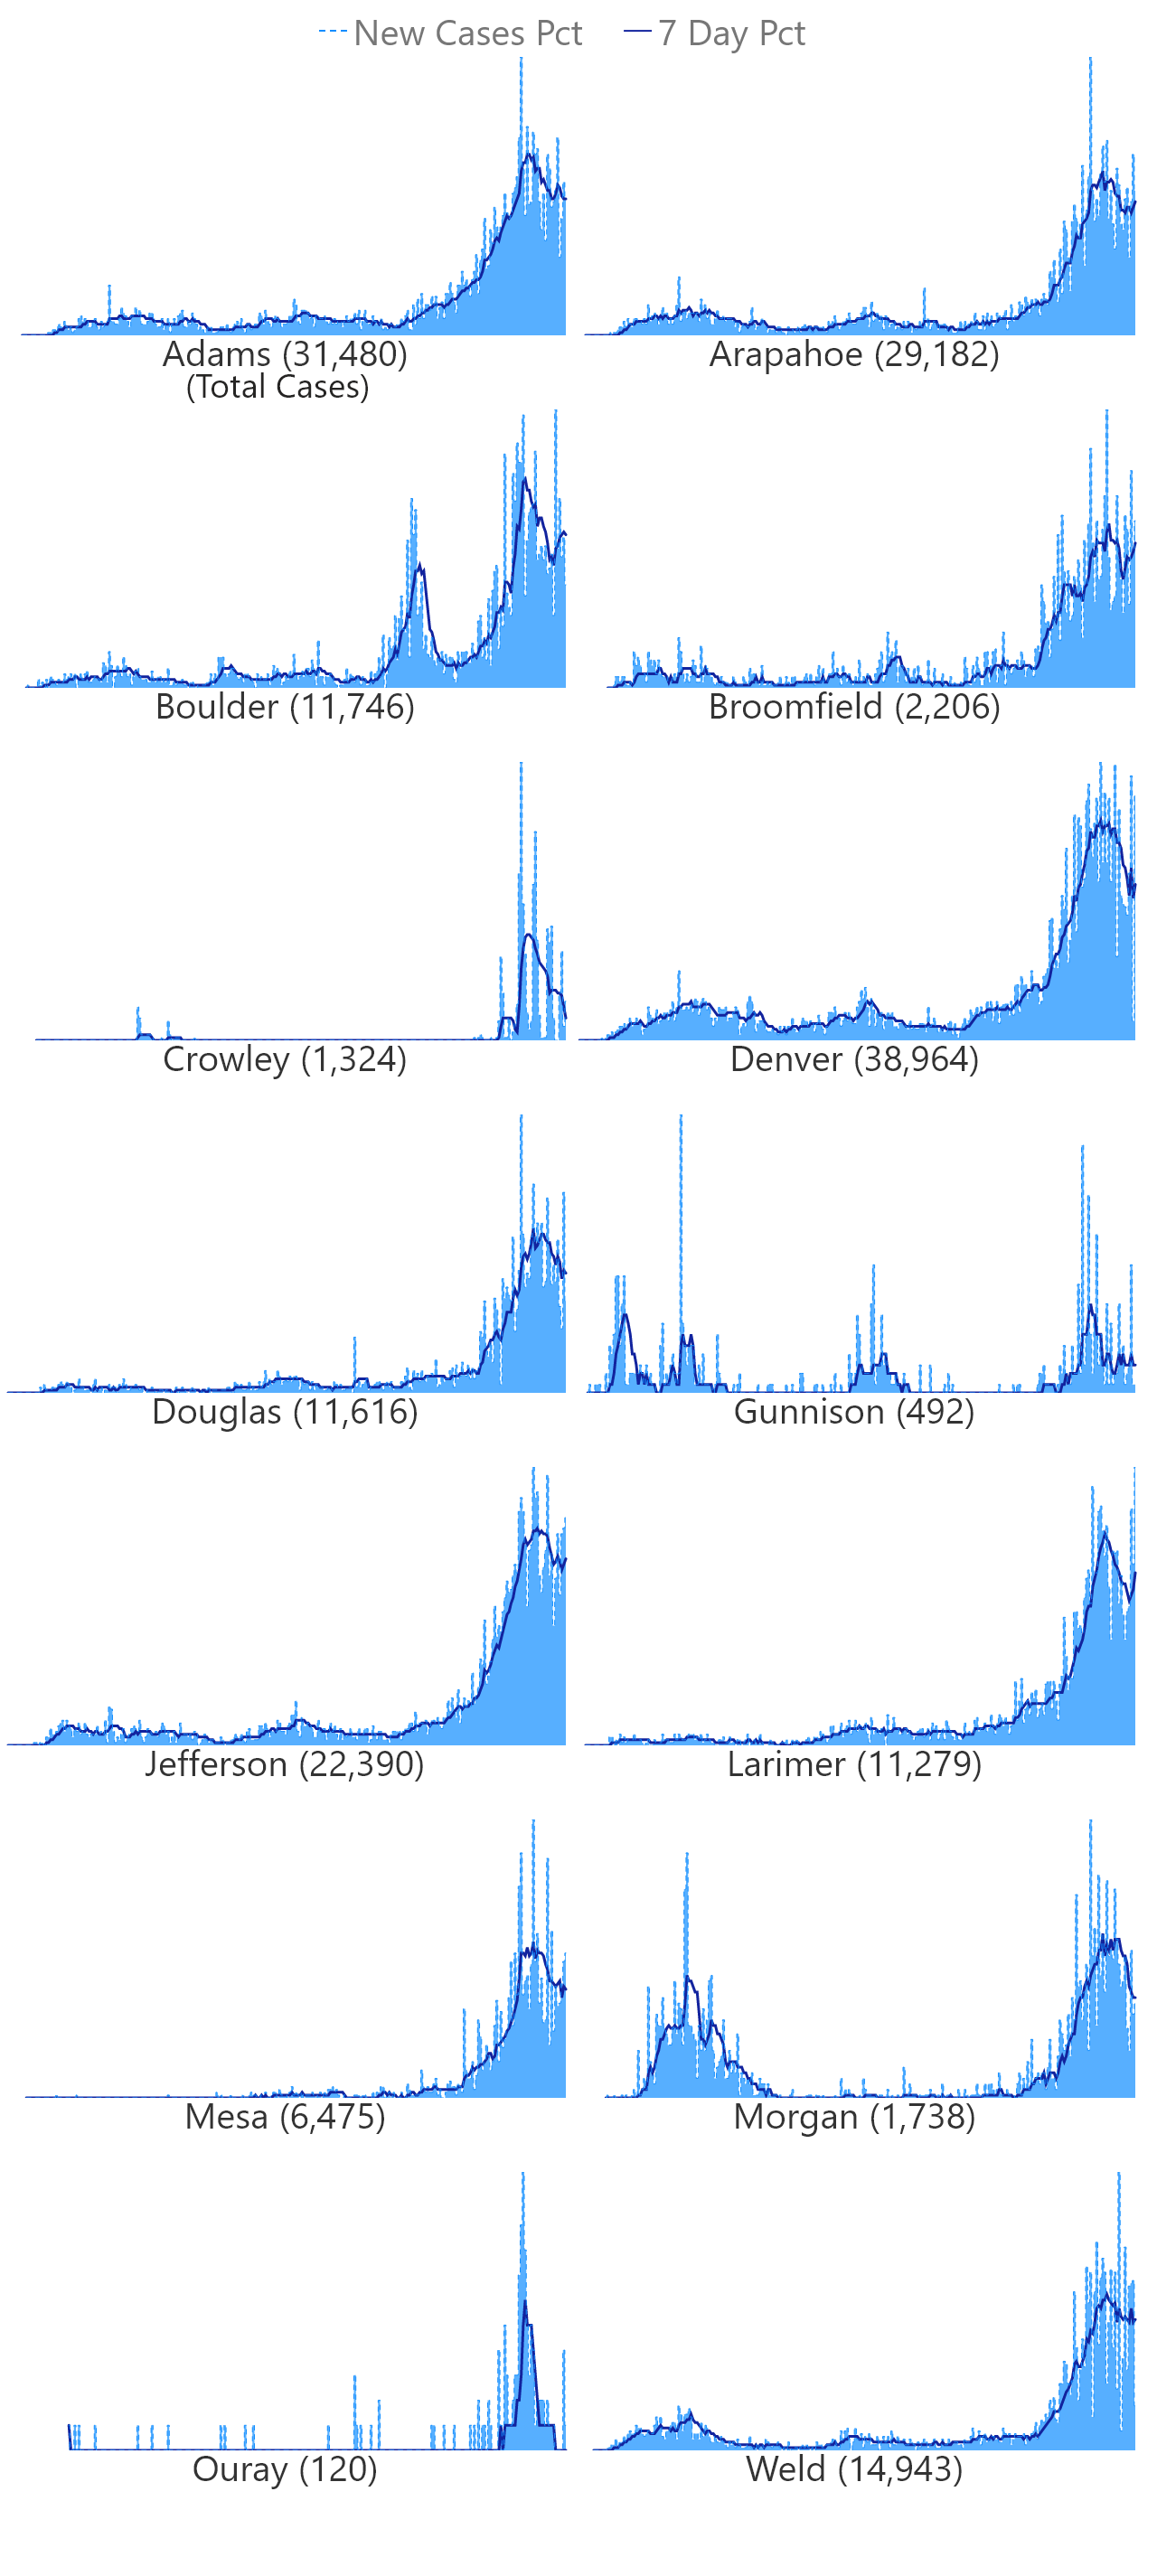 New Cases Pct 7 Day Pct
Adams (31,480) Arapahoe (29,182)
(Total Cases)
Boulder (11,746) Broomfield (2,206)
Crowley (1,324) Denver (38,964)
Douglas (11,616) Gunnison (492)
Jefferson (22,390) Larimer (11,279)
Mesa (6,475) Morgan (1,738)
Ouray (120) Weld (14,943)